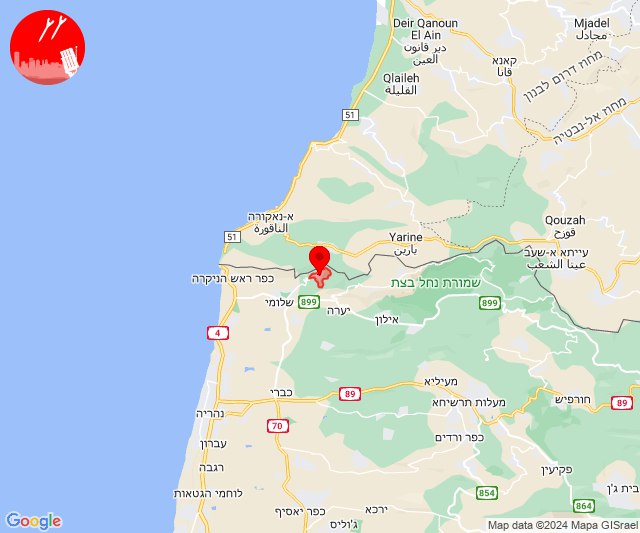 Deir Qanoun
El Ain
דיר קאנון
העין
Mjadel
מג'דל
קאנא
قانا
Qlaileh
القليلة
מחוז דרום לבנון
מחוז אל-נבטיה
51
א-נאקורה
الناقورة
51
Yarine
يارين
Qouzah
قوزح
עייתא א-שעב
عيتا الشعب
כפר ראש הניקרה
שמורת נחל בצת
שלומי
899
899
יערה
אילון
4
מעיליא
כברי
89
חורפיש
89
מעלות תרשיחא
נהריה
70
כפר ורדים
עברון
רגבה
פקיעין
לוחמי הגטאות
854
בית ג'ן
864
ירכא
כפר יאסיף
ג'וליס
Google
Map data ©2024 Mapa GISrael